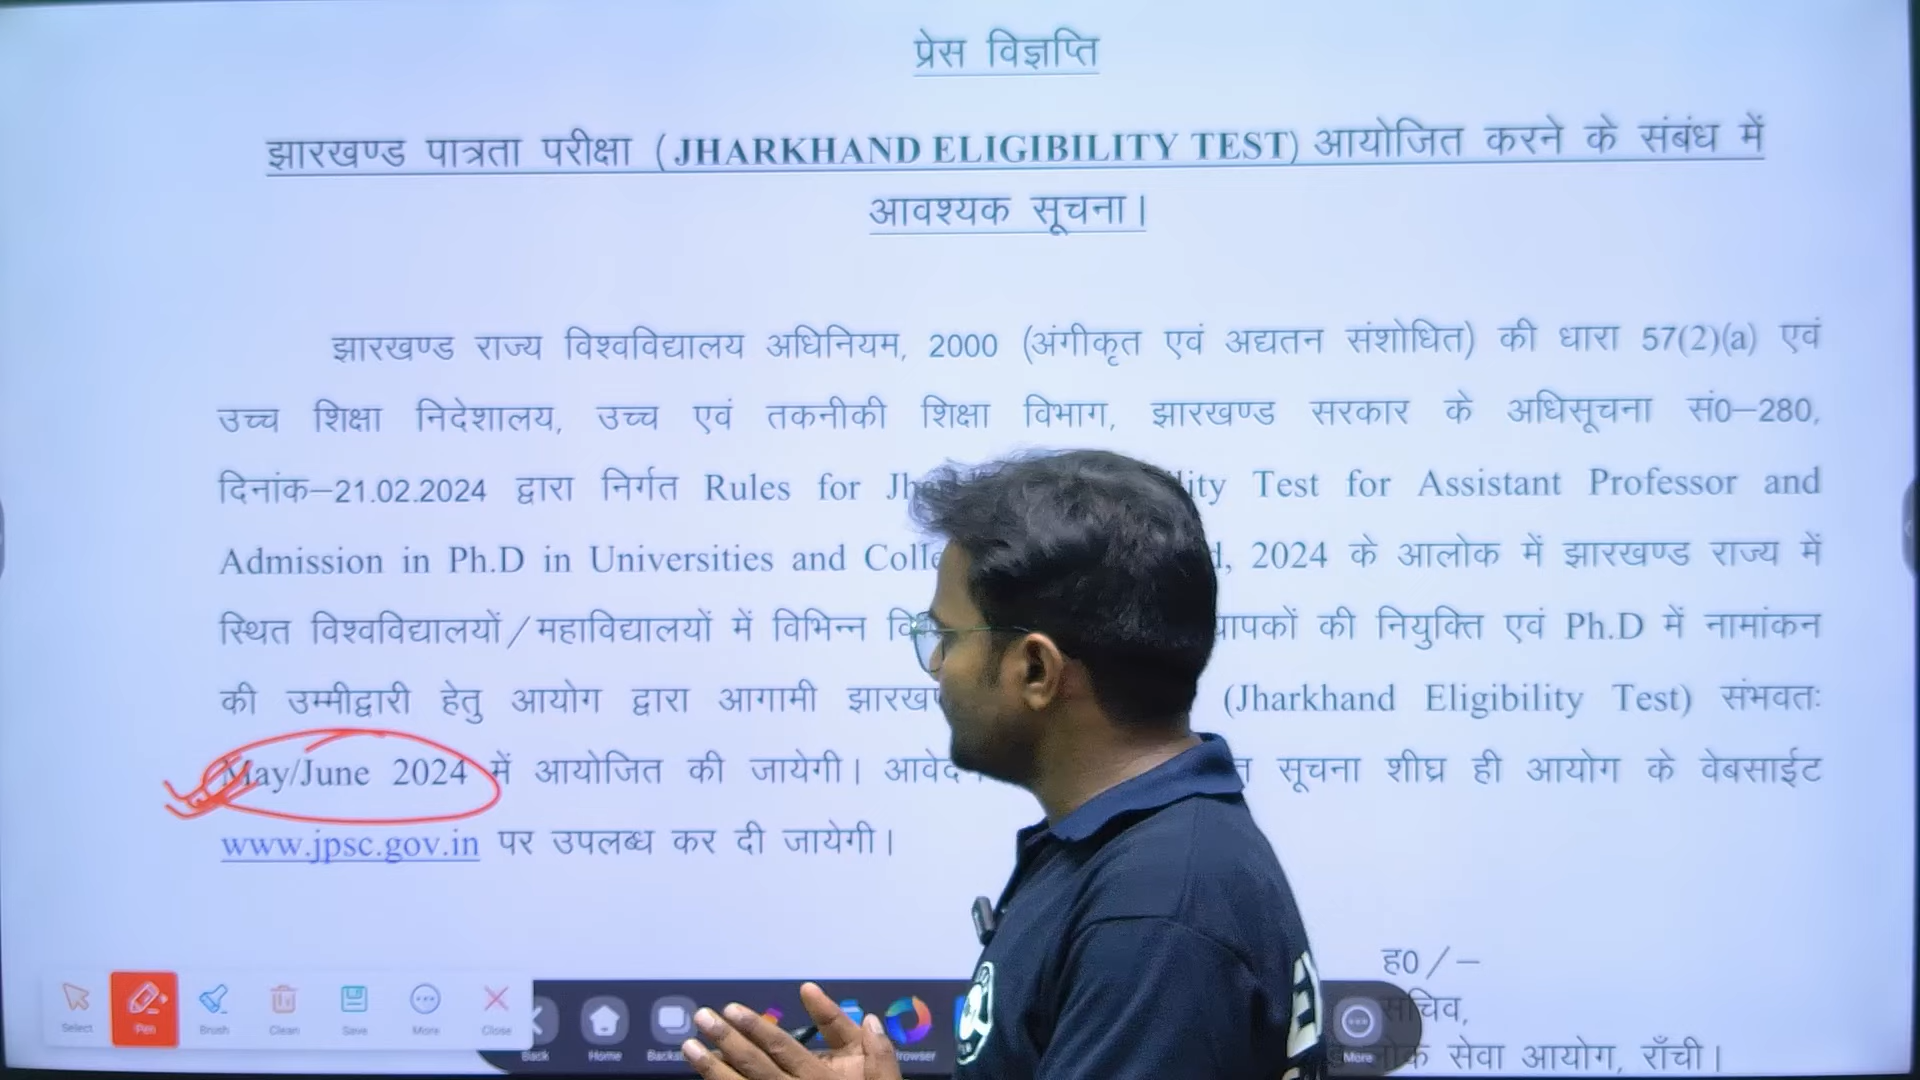 प्रेस विज्ञप्ति
झारखण्ड पात्रता परीक्षा (JHARKHAND ELIGIBILITY TEST) आयोजित करने के संबंध में
आवश्यक सूचना।
झारखण्ड राज्य विश्वविद्यालय अधिनियम, 2000 (अंगीकृत एवं अद्यतन संशोधित) की धारा 57(2)(a) एवं
उच्च शिक्षा निदेशालय, उच्च एवं तकनीकी शिक्षा विभाग, झारखण्ड सरकार के अधिसूचना सं0–280,
दिनांक–21.02.2024 द्वारा निर्गत Rules for Test for Assistant Professor and
Admission in Ph.D in Universities and 2024 के आलोक में झारखण्ड राज्य में
स्थित विश्वविद्यालयों/महाविद्यालयों में विभिन्न की नियुक्ति एवं Ph.D में नामांकन
की उम्मीद्वारी हेतु आयोग द्वारा आगामी (Jharkhand Eligibility Test) संभवतः
May/June 2024 में आयोजित की जायेगी। सूचना शीघ्र ही आयोग के वेबसाईट
www.jpsc.gov.in पर उपलब्ध कर दी जायेगी।
ह0/–
सचिव,
लोक सेवा आयोग, राँची।
Select Pen Brush Clean Save More Close Back Home More